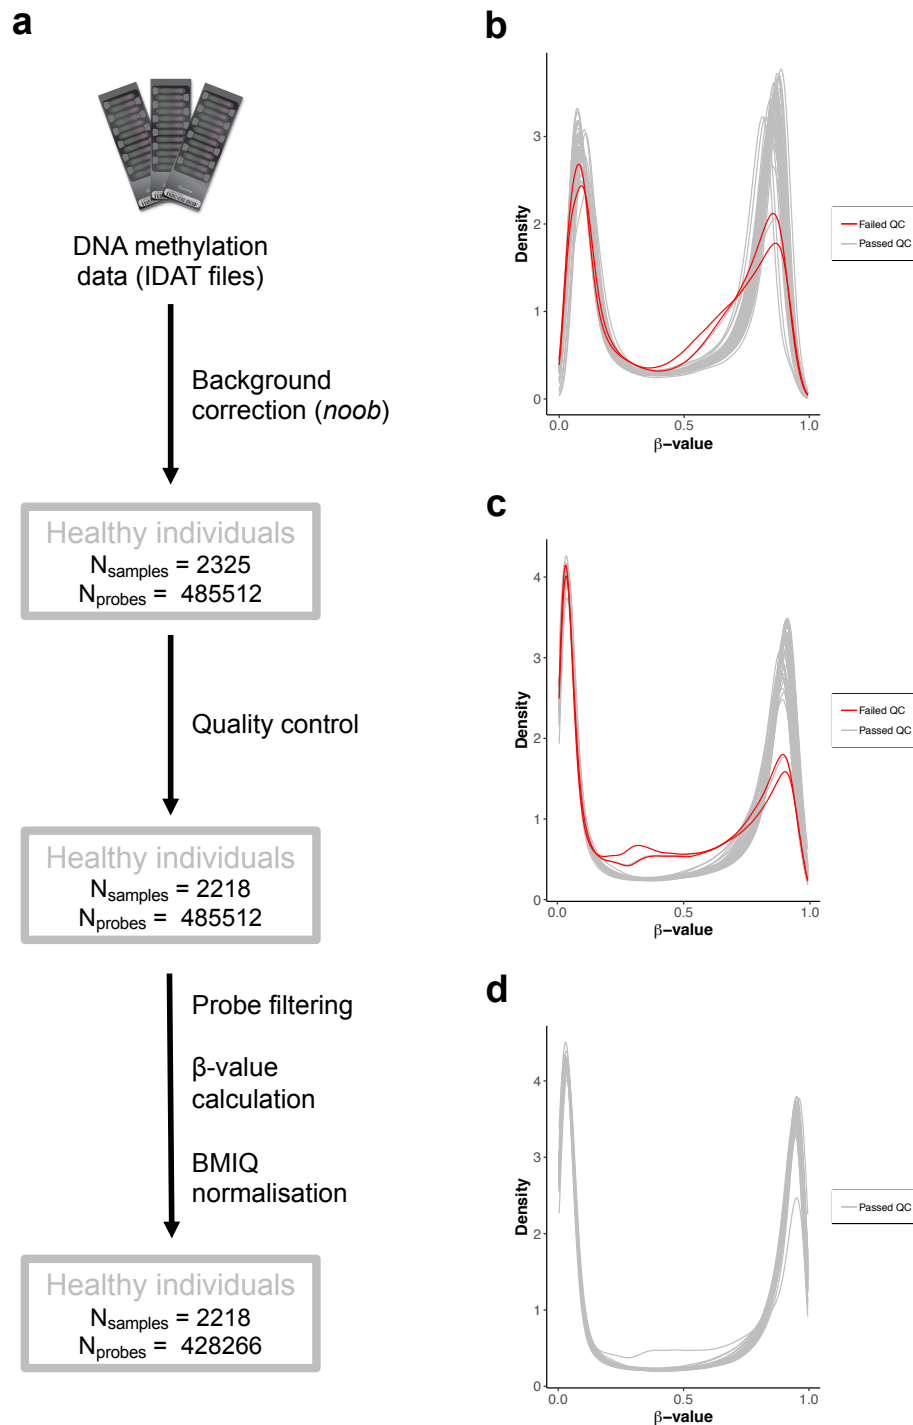 a
DNA methylation
data (IDAT files)
Background
correction (noob)
Healthy individuals
Nsamples = 2325
Nprobes = 485512
Quality control
Healthy individuals
Nsamples = 2218
Nprobes = 485512
Probe filtering
β-value
calculation
BMIQ
normalisation
Healthy individuals
Nsamples = 2218
Nprobes = 428266
b
Density
3
2
1
0
0.0 0.5 1.0
β−value
Failed QC
Passed QC
c
Density
4
3
2
1
0
0.0 0.5 1.0
β−value
Failed QC
Passed QC
d
Density
4
3
2
1
0
0.0 0.5 1.0
β−value
Passed QC